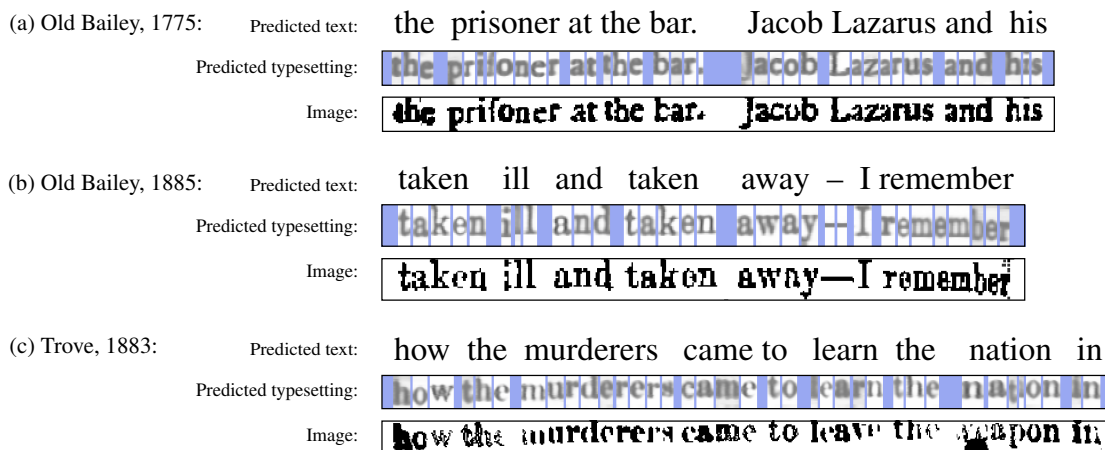 (a) Old Bailey, 1775: Predicted text: the prisoner at the bar. Jacob Lazarus and his
Predicted typesetting: the priſoner at the bar. Jacob Lazarus and his
Image: the priſoner at the bar. Jacob Lazarus and his
(b) Old Bailey, 1885: Predicted text: taken ill and taken away – I remember
Predicted typesetting: taken ill and taken away—I remember
Image: taken ill and taken away—I remember
(c) Trove, 1883: Predicted text: how the murderers came to learn the nation in
Predicted typesetting: how the murderers came to learn the nation in
Image: how the murderers came to leave the weapon in,